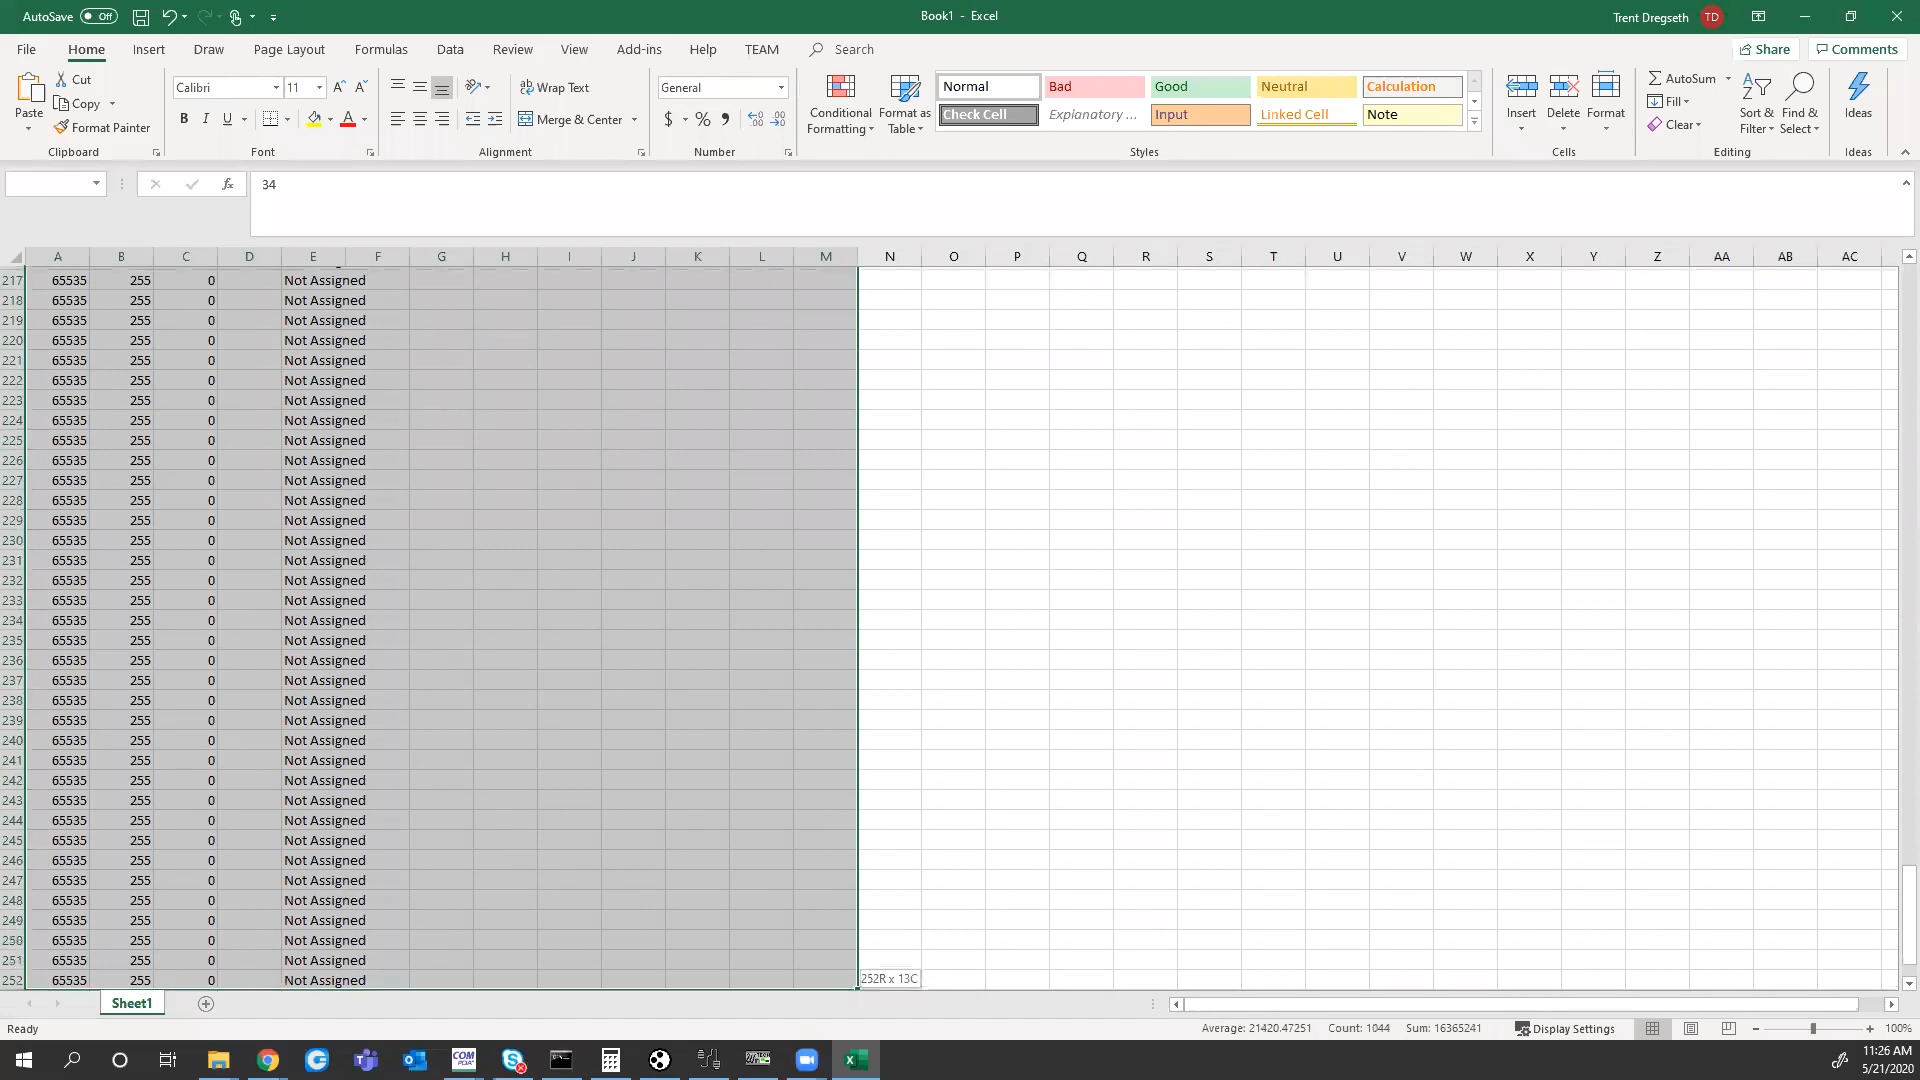 AutoSave Off Book1 - Excel Trent Dregseth TD
File Home Insert Draw Page Layout Formulas Data Review View Add-ins Help TEAM Search Share Comments
Paste
Cut
Copy
Format Painter
Clipboard
Calibri 11
B I U A
Font
Wrap Text
Merge & Center
Alignment
General
$ % 9
Number
Conditional Formatting
Format as Table
Normal Bad Good Neutral Calculation
Check Cell Explanatory ... Input Linked Cell Note
Styles
Insert Delete Format
Cells
AutoSum
Fill
Clear
Sort & Filter
Find & Select
Editing
Ideas
Ideas
fx 34
A B C D E F G H I J K L M N O P Q R S T U V W X Y Z AA AB AC
217 65535 255 0 Not Assigned
218 65535 255 0 Not Assigned
219 65535 255 0 Not Assigned
220 65535 255 0 Not Assigned
221 65535 255 0 Not Assigned
222 65535 255 0 Not Assigned
223 65535 255 0 Not Assigned
224 65535 255 0 Not Assigned
225 65535 255 0 Not Assigned
226 65535 255 0 Not Assigned
227 65535 255 0 Not Assigned
228 65535 255 0 Not Assigned
229 65535 255 0 Not Assigned
230 65535 255 0 Not Assigned
231 65535 255 0 Not Assigned
232 65535 255 0 Not Assigned
233 65535 255 0 Not Assigned
234 65535 255 0 Not Assigned
235 65535 255 0 Not Assigned
236 65535 255 0 Not Assigned
237 65535 255 0 Not Assigned
238 65535 255 0 Not Assigned
239 65535 255 0 Not Assigned
240 65535 255 0 Not Assigned
241 65535 255 0 Not Assigned
242 65535 255 0 Not Assigned
243 65535 255 0 Not Assigned
244 65535 255 0 Not Assigned
245 65535 255 0 Not Assigned
246 65535 255 0 Not Assigned
247 65535 255 0 Not Assigned
248 65535 255 0 Not Assigned
249 65535 255 0 Not Assigned
250 65535 255 0 Not Assigned
251 65535 255 0 Not Assigned
252 65535 255 0 Not Assigned
252R x 13C
Sheet1
Ready Average: 21420.47251 Count: 1044 Sum: 16365241 Display Settings 100%
COM
11:26 AM
5/21/2020